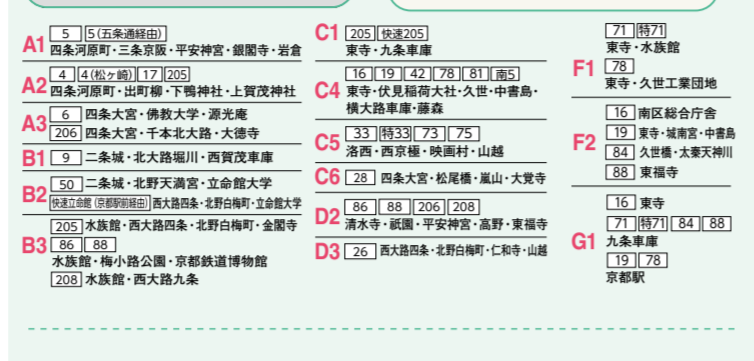 A1 5 5(五条通経由)
四条河原町・三条京阪・平安神宮・銀閣寺・岩倉
A2 4 4(松ヶ崎) 17 205
四条河原町・出町柳・下鴨神社・上賀茂神社
A3 6 四条大宮・佛教大学・源光庵
206 四条大宮・千本北大路・大徳寺
B1 9 二条城・北大路堀川・西賀茂車庫
B2 50 二条城・北野天満宮・立命館大学
快速立命館(京都駅前経由) 西大路四条・北野白梅町・立命館大学
B3 205 水族館・西大路四条・北野白梅町・金閣寺
86 88
水族館・梅小路公園・京都鉄道博物館
208 水族館・西大路九条
C1 205 快速205
東寺・九条車庫
C4 16 19 42 78 81 南5
東寺・伏見稲荷大社・久世・中書島・
横大路車庫・藤森
C5 33 特33 73 75
洛西・西京極・映画村・山越
C6 28 四条大宮・松尾橋・嵐山・大覚寺
D2 86 88 206 208
清水寺・祇園・平安神宮・高野・東福寺
D3 26 西大路四条・北野白梅町・仁和寺・山越
F1 71 特71
東寺・水族館
78
東寺・久世工業団地
F2 16 南区総合庁舎
19 東寺・城南宮・中書島
84 久世橋・太秦天神川
88 東福寺
G1 16 東寺
71 特71 84 88
九条車庫
19 78
京都駅